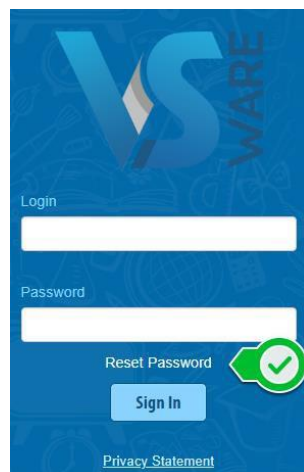 VS
WARE
Login
Password
Reset Password
Sign In
Privacy Statement